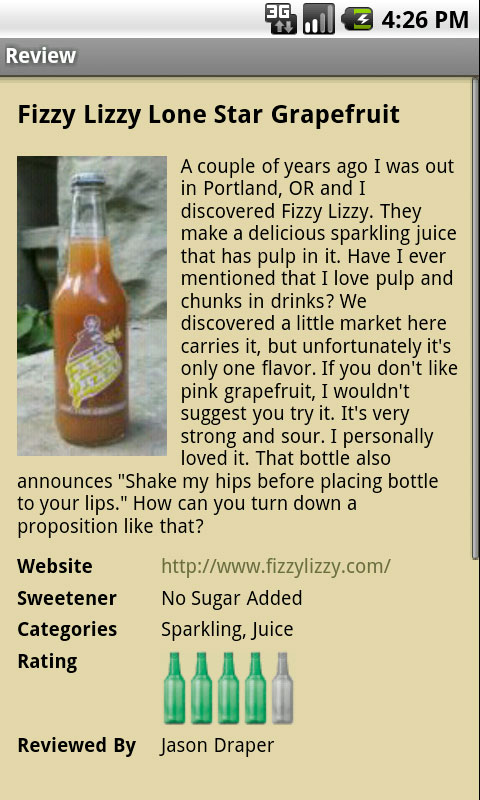 3G
4:26 PM
Review
Fizzy Lizzy Lone Star Grapefruit
A couple of years ago I was out
in Portland, OR and I
discovered Fizzy Lizzy. They
make a delicious sparkling juice
that has pulp in it. Have I ever
mentioned that I love pulp and
chunks in drinks? We
discovered a little market here
carries it, but unfortunately it's
only one flavor. If you don't like
pink grapefruit, I wouldn't
suggest you try it. It's very
strong and sour. I personally
loved it. That bottle also
announces "Shake my hips before placing bottle
to your lips." How can you turn down a
proposition like that?
FIZZY
LIZZY
Website http://www.fizzylizzy.com/
Sweetener No Sugar Added
Categories Sparkling, Juice
Rating
Reviewed By Jason Draper